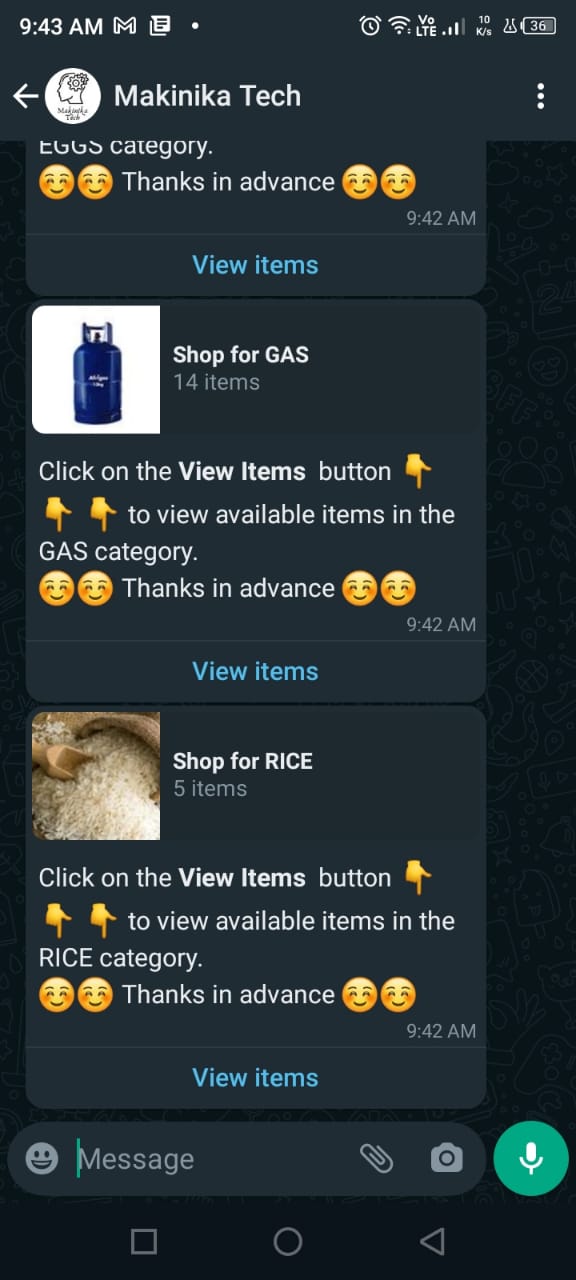 9:43 AM
Vo LTE
10 K/s
36
Makinika Tech
Makinika Tech
EGGS category.
☺️☺️ Thanks in advance ☺️☺️
9:42 AM
View items
Shop for GAS
14 items
Click on the View Items button 👇
👇 👇 to view available items in the
GAS category.
☺️☺️ Thanks in advance ☺️☺️
9:42 AM
View items
Shop for RICE
5 items
Click on the View Items button 👇
👇 👇 to view available items in the
RICE category.
☺️☺️ Thanks in advance ☺️☺️
9:42 AM
View items
Message